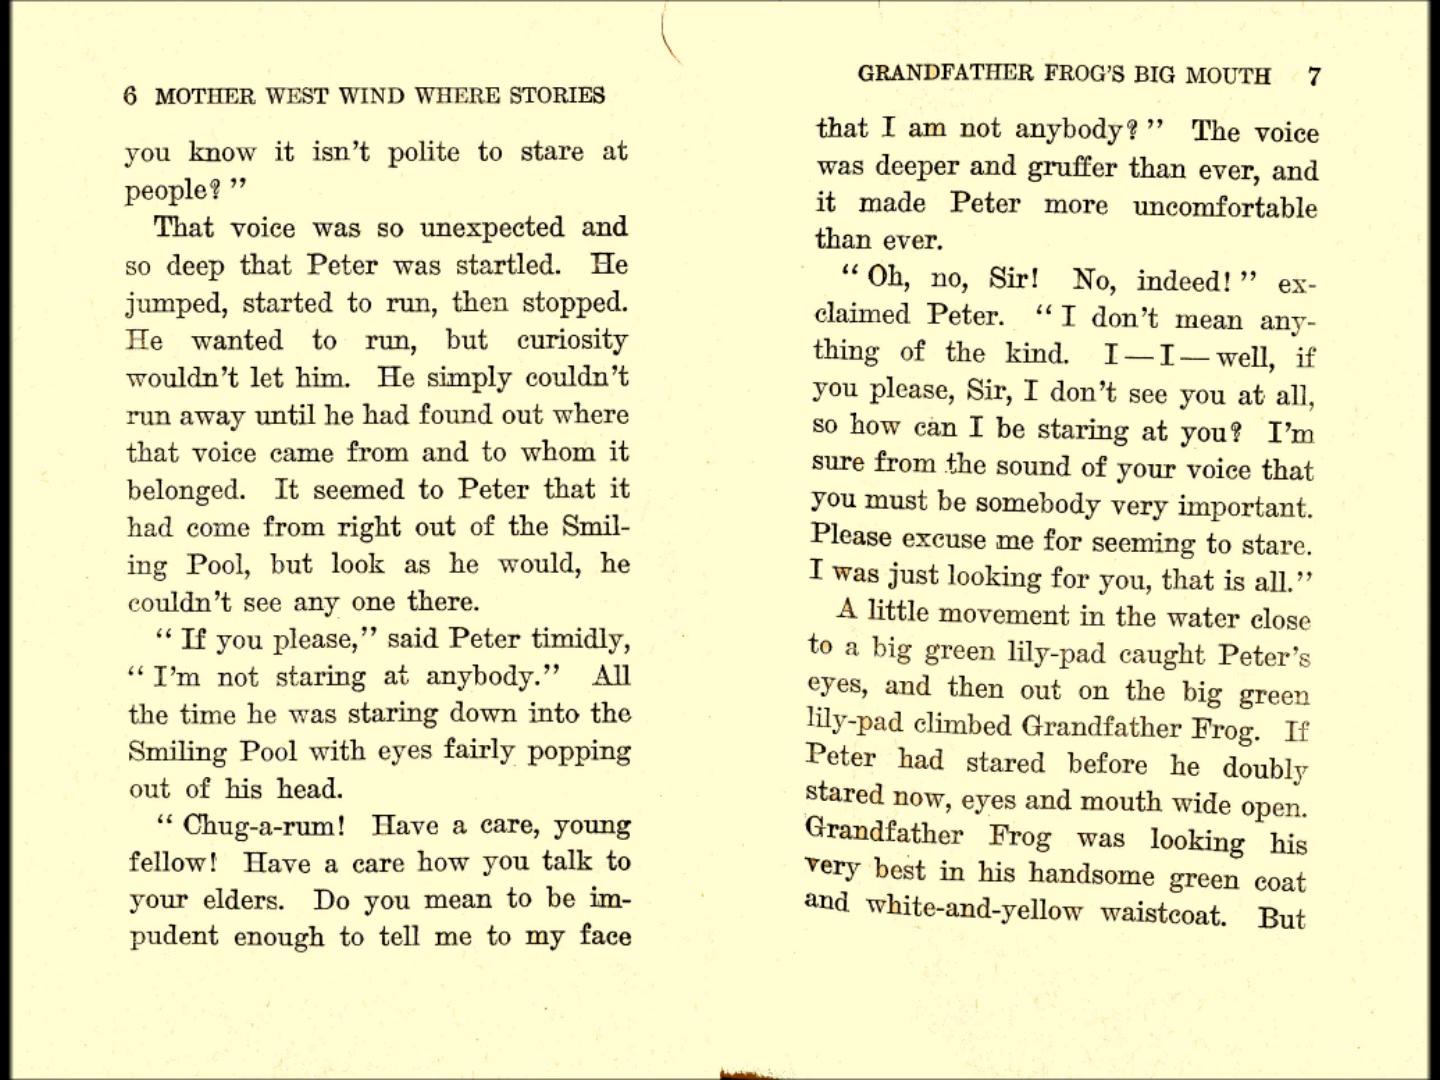 6 MOTHER WEST WIND WHERE STORIES
you know it isn't polite to stare at
people? ”
That voice was so unexpected and
so deep that Peter was startled. He
jumped, started to run, then stopped.
He wanted to run, but curiosity
wouldn't let him. He simply couldn't
run away until he had found out where
that voice came from and to whom it
belonged. It seemed to Peter that it
had come from right out of the Smil-
ing Pool, but look as he would, he
couldn't see any one there.
“ If you please,” said Peter timidly,
“ I'm not staring at anybody.” All
the time he was staring down into the
Smiling Pool with eyes fairly popping
out of his head.
“ Chug-a-rum! Have a care, young
fellow! Have a care how you talk to
your elders. Do you mean to be im-
pudent enough to tell me to my face
GRANDFATHER FROG'S BIG MOUTH 7
that I am not anybody? ” The voice
was deeper and gruffer than ever, and
it made Peter more uncomfortable
than ever.
“ Oh, no, Sir! No, indeed! ” ex-
claimed Peter. “ I don't mean any-
thing of the kind. I — I — well, if
you please, Sir, I don't see you at all,
so how can I be staring at you? I'm
sure from the sound of your voice that
you must be somebody very important.
Please excuse me for seeming to stare.
I was just looking for you, that is all.”
A little movement in the water close
to a big green lily-pad caught Peter's
eyes, and then out on the big green
lily-pad climbed Grandfather Frog. If
Peter had stared before he doubly
stared now, eyes and mouth wide open.
Grandfather Frog was looking his
very best in his handsome green coat
and white-and-yellow waistcoat. But